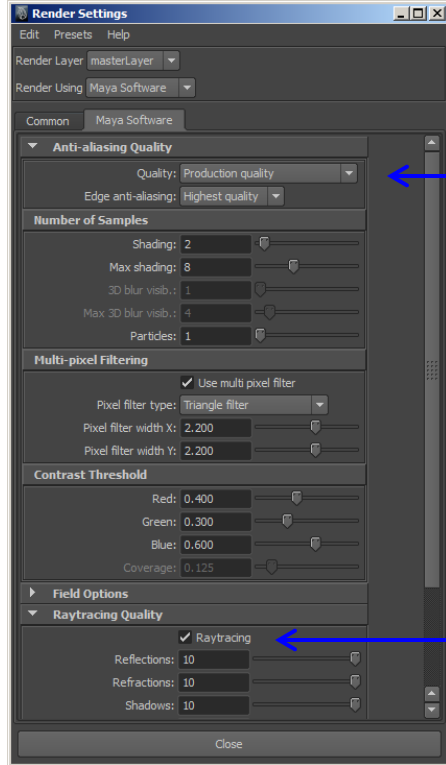 Render Settings
Edit Presets Help
Render Layer masterLayer
Render Using Maya Software
Common Maya Software
Anti-aliasing Quality
Quality: Production quality
Edge anti-aliasing: Highest quality
Number of Samples
Shading: 2
Max shading: 8
3D blur visib.: 1
Max 3D blur visib.: 4
Particles: 1
Multi-pixel Filtering
Use multi pixel filter
Pixel filter type: Triangle filter
Pixel filter width X: 2.200
Pixel filter width Y: 2.200
Contrast Threshold
Red: 0.400
Green: 0.300
Blue: 0.600
Coverage: 0.125
Field Options
Raytracing Quality
Raytracing
Reflections: 10
Refractions: 10
Shadows: 10
Close